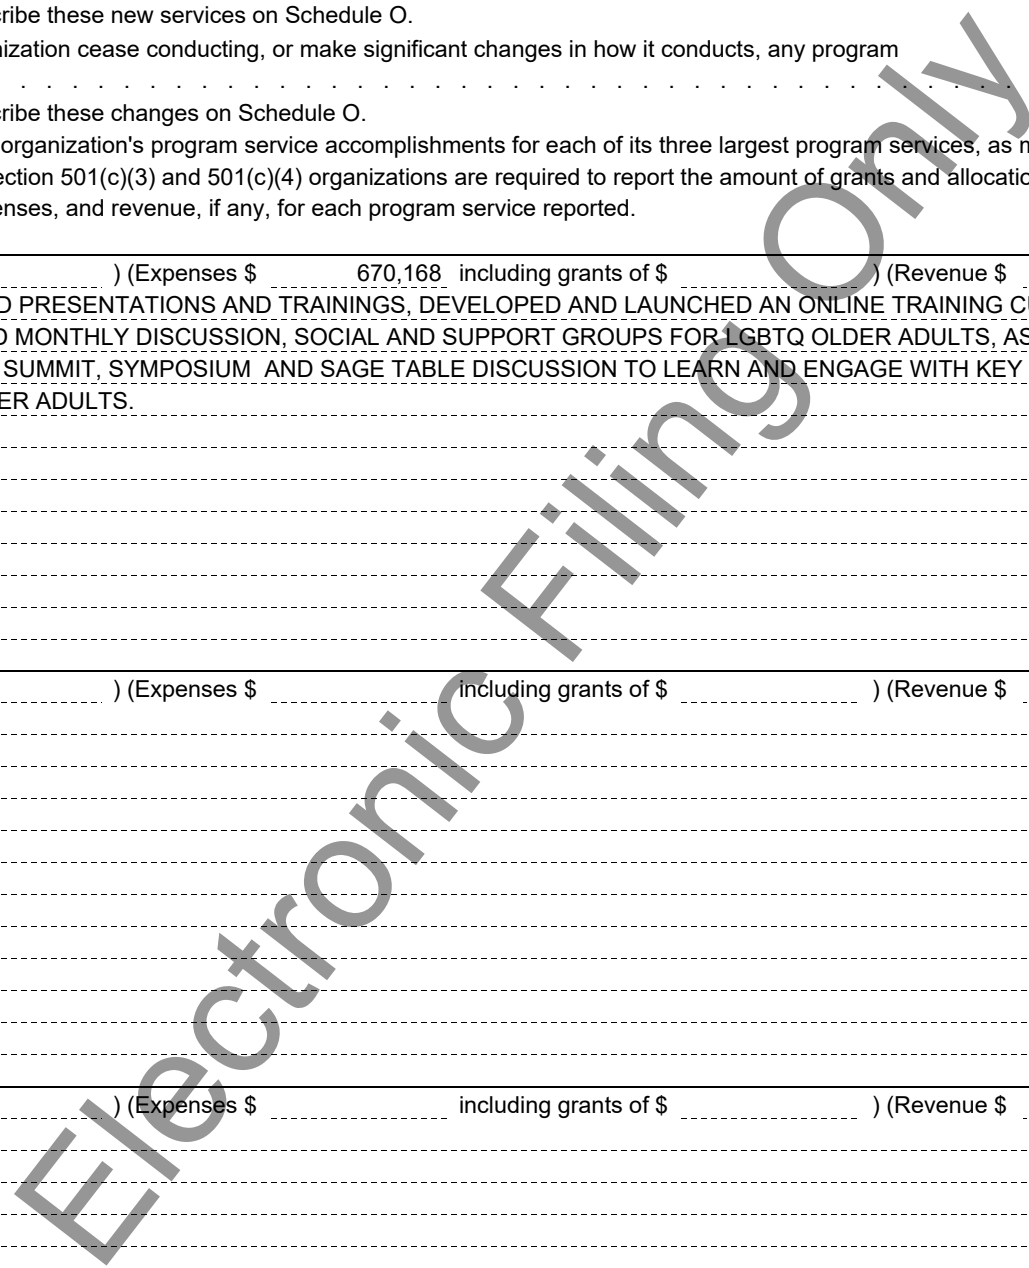 ribe these new services on Schedule O.
nization cease conducting, or make significant changes in how it conducts, any program
. . . . . . . . . . . . . . . . . . . . . . . . . . . . . . . . . . . . . . .
ribe these changes on Schedule O.
organization's program service accomplishments for each of its three largest program services, as m
ection 501(c)(3) and 501(c)(4) organizations are required to report the amount of grants and allocatio
enses, and revenue, if any, for each program service reported.
) (Expenses $ 670,168 including grants of $ ) (Revenue $
D PRESENTATIONS AND TRAININGS, DEVELOPED AND LAUNCHED AN ONLINE TRAINING CU
D MONTHLY DISCUSSION, SOCIAL AND SUPPORT GROUPS FOR LGBTQ OLDER ADULTS, AS
SUMMIT, SYMPOSIUM AND SAGE TABLE DISCUSSION TO LEARN AND ENGAGE WITH KEY
ER ADULTS.
) (Expenses $ including grants of $ ) (Revenue $
) (Expenses $ including grants of $ ) (Revenue $
Electronic Filing Only